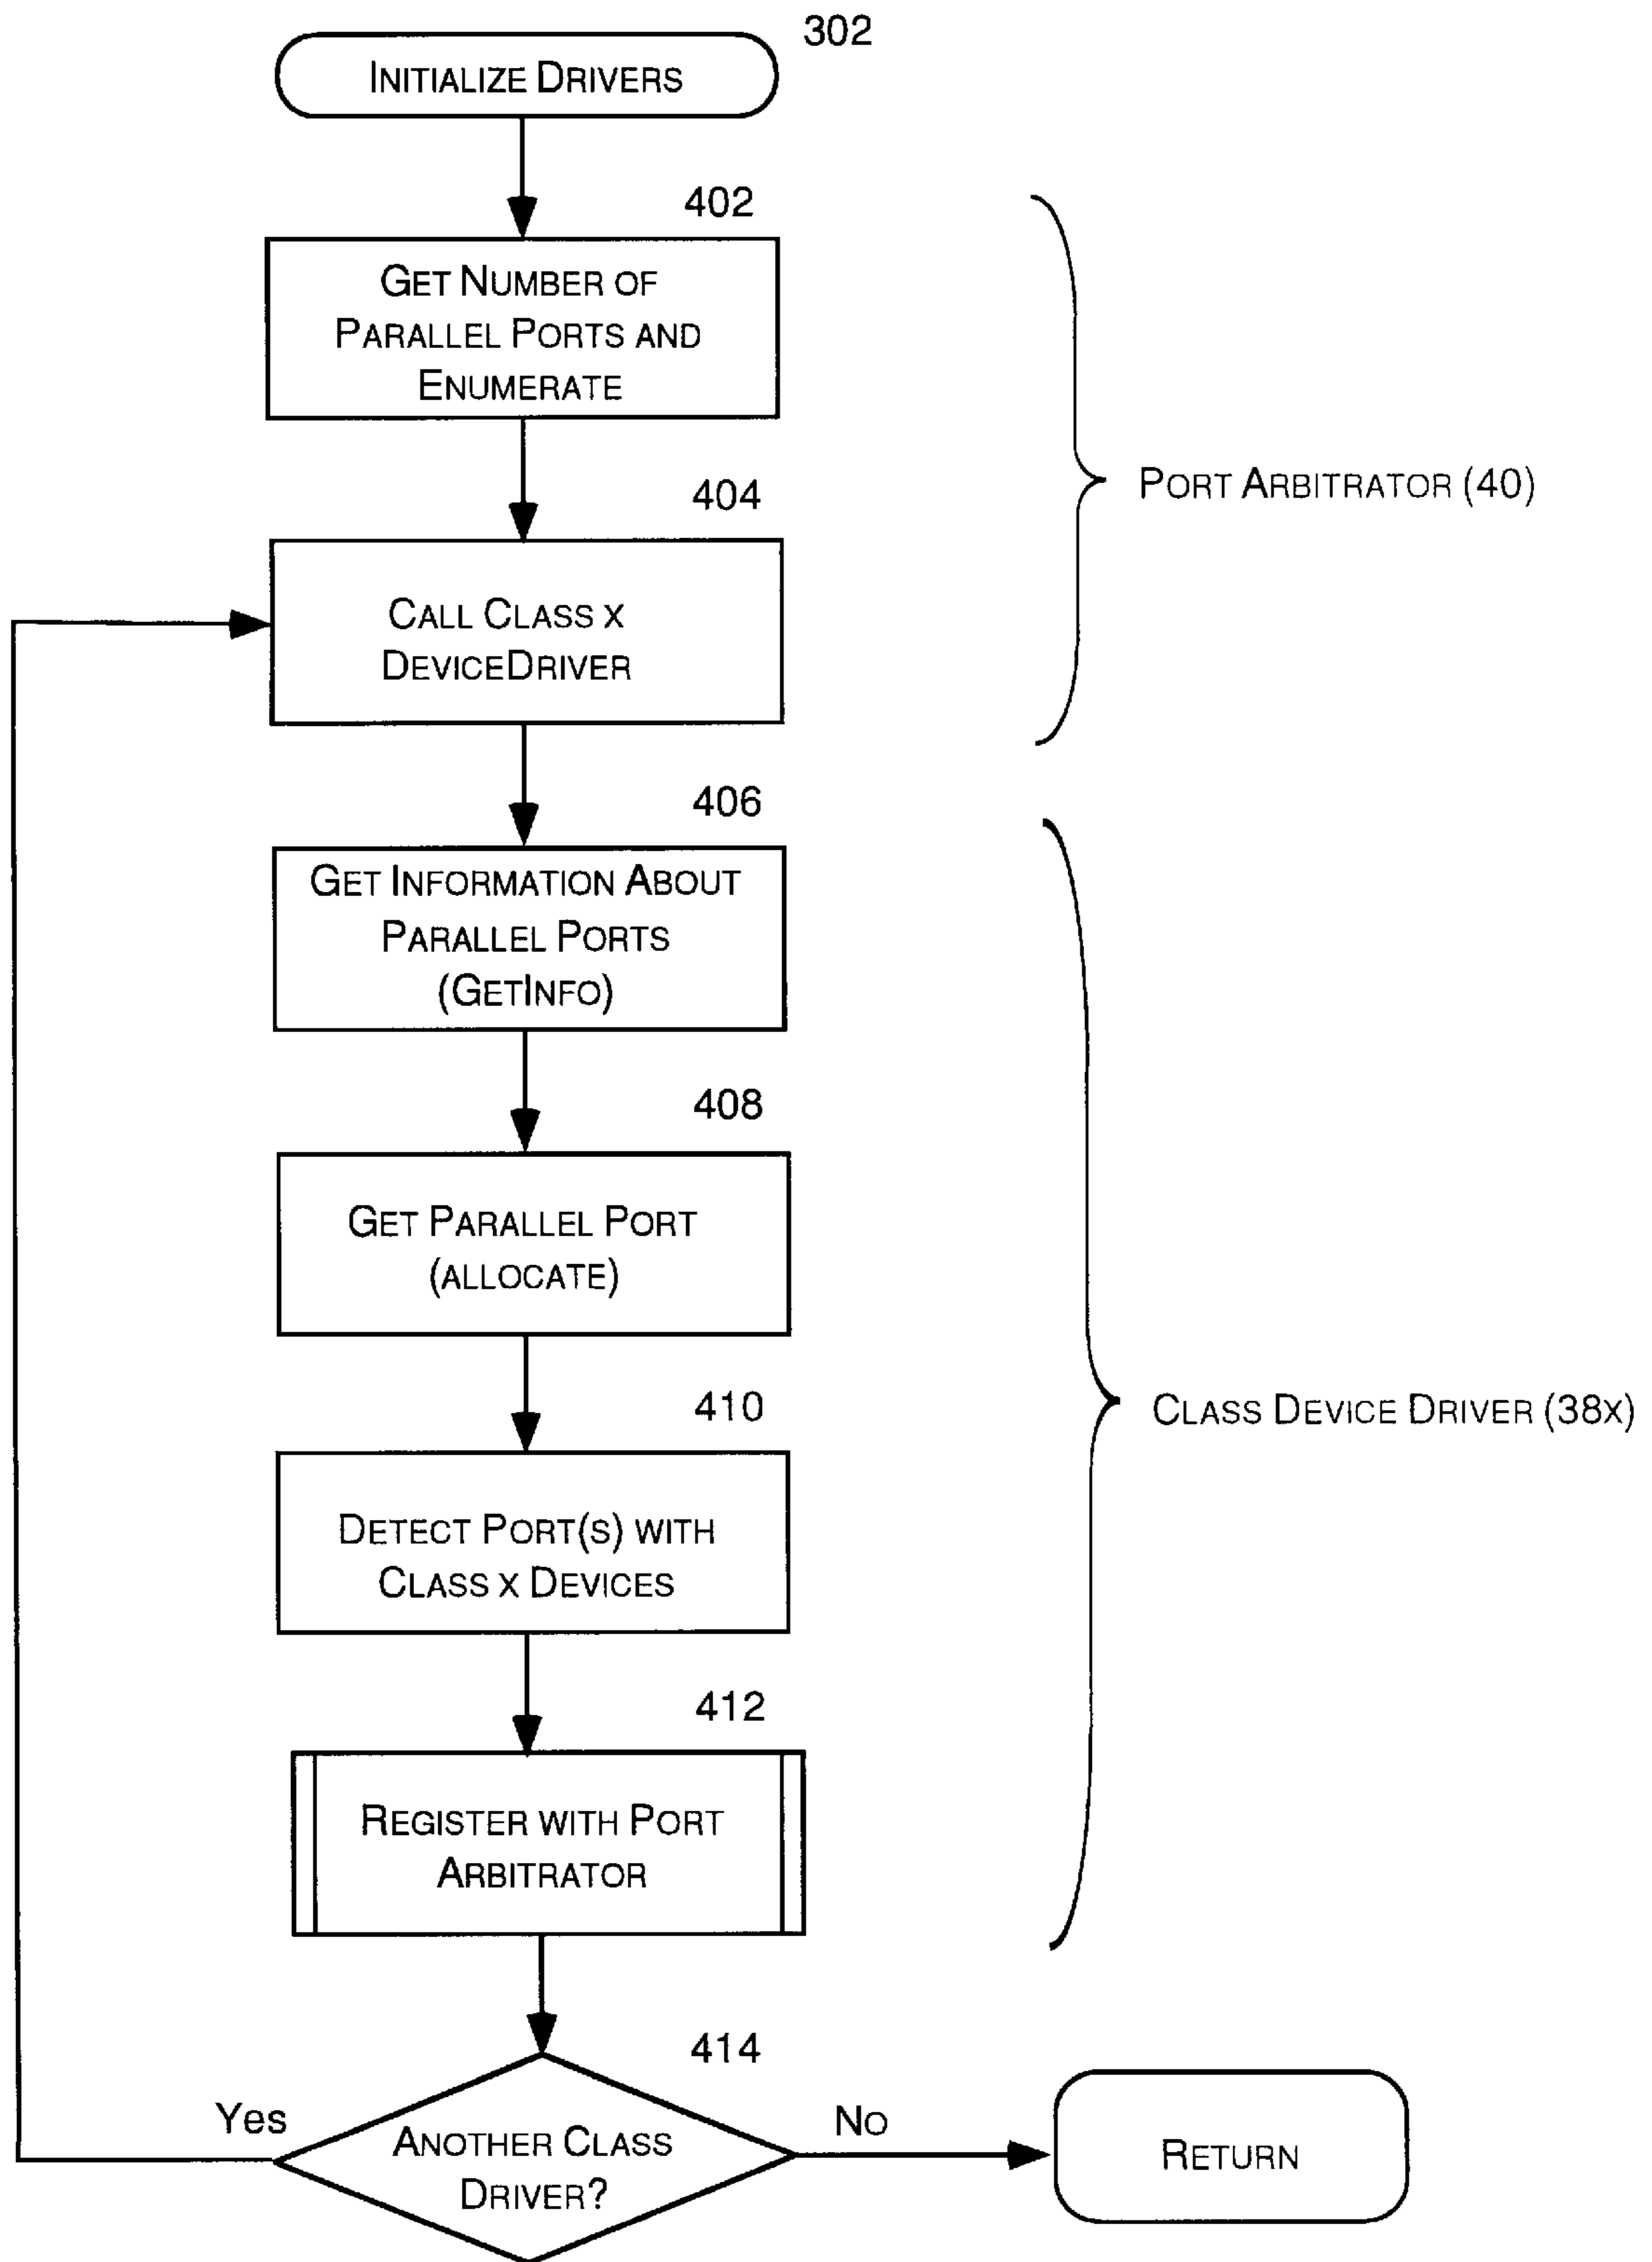 302
INITIALIZE DRIVERS
402
GET NUMBER OF
PARALLEL PORTS AND
ENUMERATE
PORT ARBITRATOR (40)
404
CALL CLASS X
DEVICEDRIVER
406
GET INFORMATION ABOUT
PARALLEL PORTS
(GETINFO)
408
GET PARALLEL PORT
(ALLOCATE)
CLASS DEVICE DRIVER (38X)
410
DETECT PORT(S) WITH
CLASS X DEVICES
412
REGISTER WITH PORT
ARBITRATOR
414
Yes
ANOTHER CLASS
DRIVER?
NO
RETURN